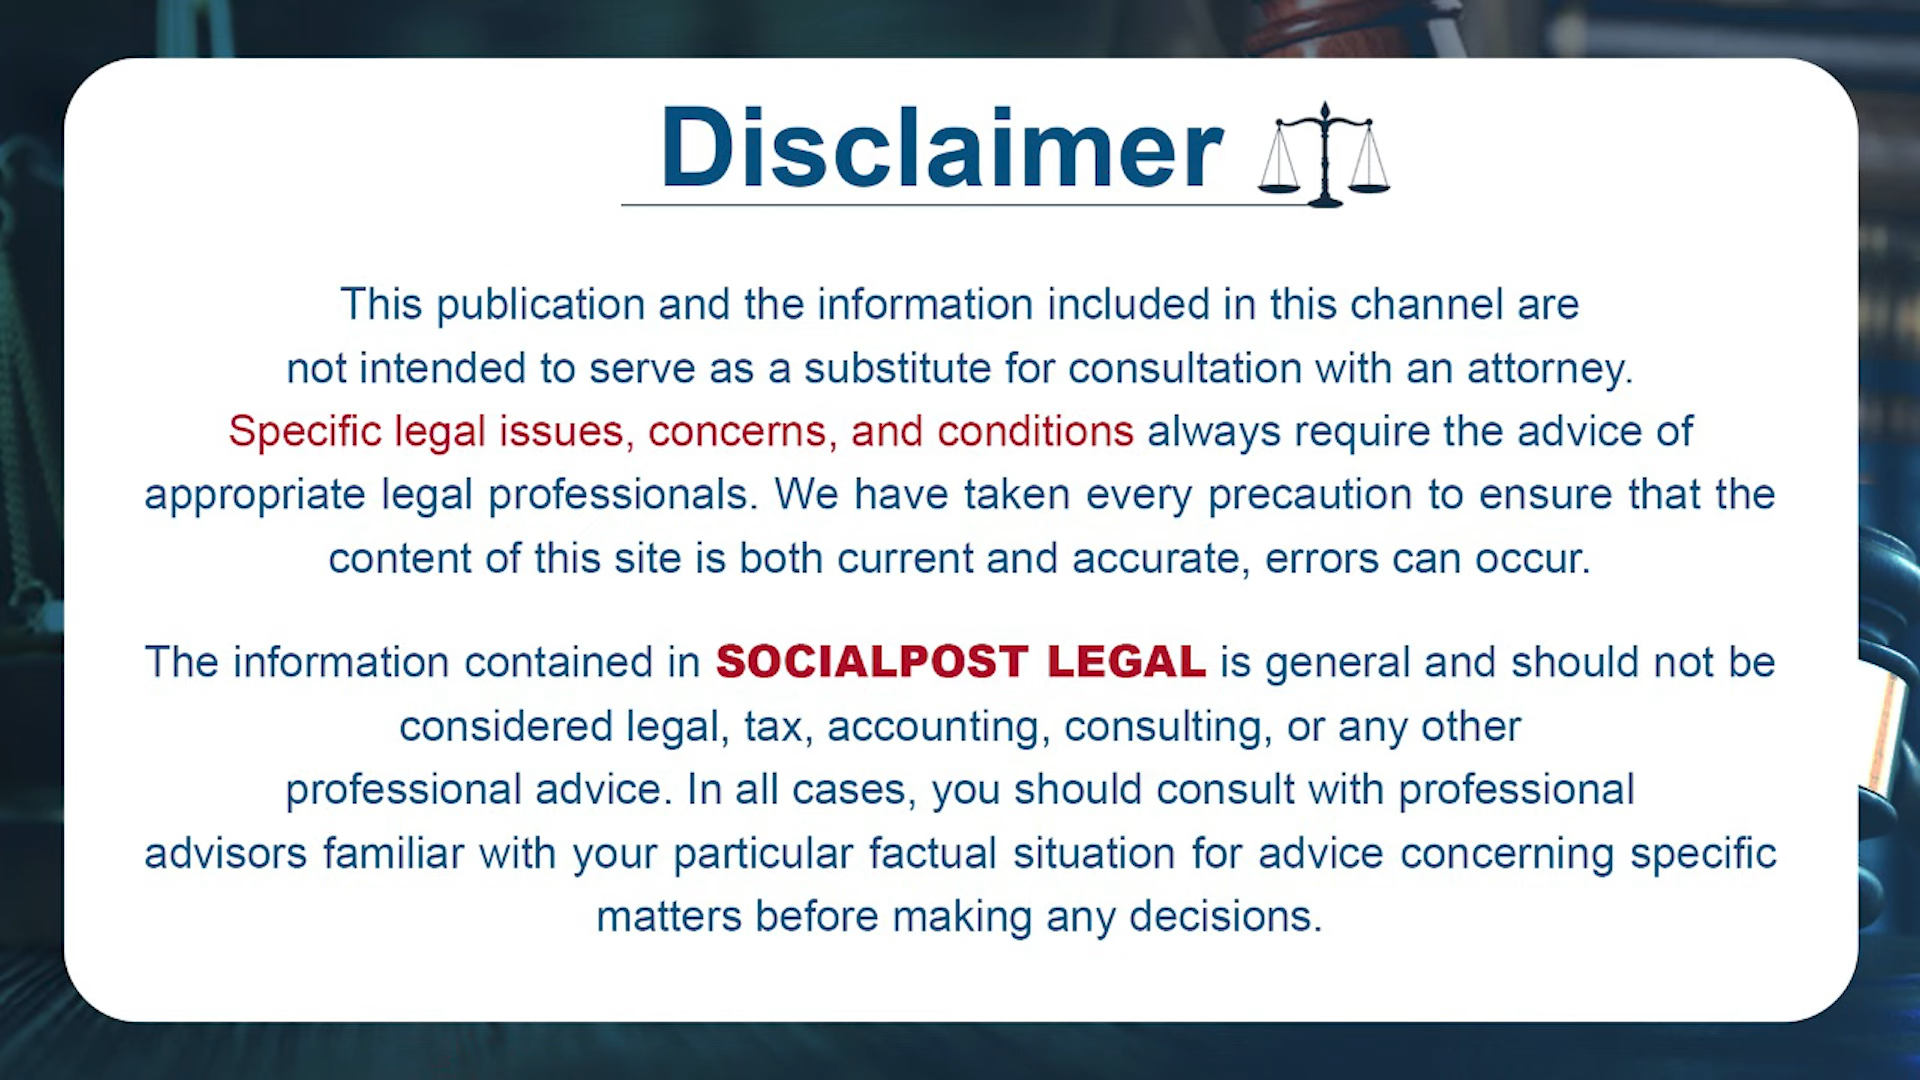 Disclaimer
This publication and the information included in this channel are
not intended to serve as a substitute for consultation with an attorney.
Specific legal issues, concerns, and conditions always require the advice of
appropriate legal professionals. We have taken every precaution to ensure that the
content of this site is both current and accurate, errors can occur.
The information contained in SOCIALPOST LEGAL is general and should not be
considered legal, tax, accounting, consulting, or any other
professional advice. In all cases, you should consult with professional
advisors familiar with your particular factual situation for advice concerning specific
matters before making any decisions.